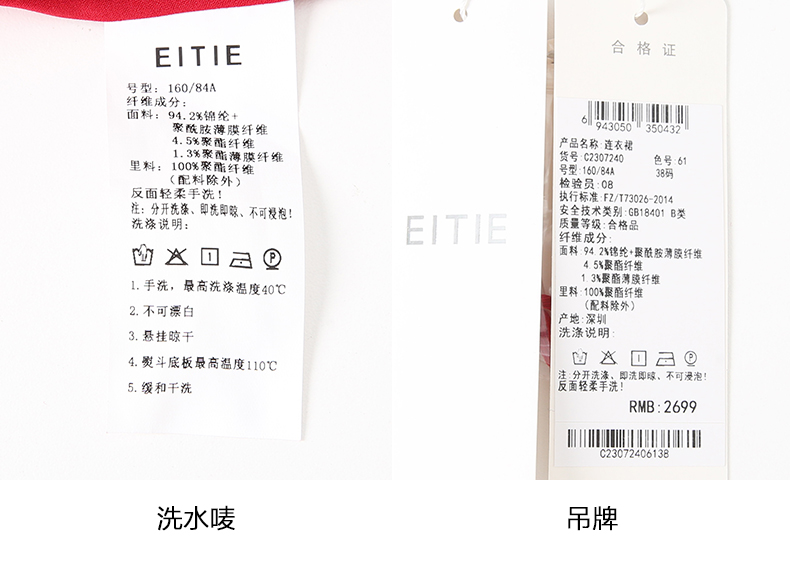 EITIE
号型: 160/84A
纤维成分:
面料: 94.2%锦纶+
聚酰胺薄膜纤维
4.5%聚酯纤维
1.3%聚酯薄膜纤维
里料: 100%聚酯纤维
(配料除外)
反面轻柔手洗!
注: 分开洗涤、即洗即晾、不可浸泡!
洗涤说明:
1.手洗，最高洗涤温度40℃
2.不可漂白
3.悬挂晾干
4.熨斗底板最高温度110℃
5.缓和干洗
洗水唛
EITIE
合格证
6 943050 350432
产品名称:连衣裙
货号:C2307240 色号:61
号型:160/84A 38码
检验员:08
执行标准:FZ/T73026-2014
安全技术类别:GB18401 B类
质量等级:合格品
纤维成分:
面料:94.2%锦纶+聚酰胺薄膜纤维
4.5%聚酯纤维
1.3%聚酯薄膜纤维
里料:100%聚酯纤维
(配料除外)
产地:深圳
洗涤说明:
注:分开洗涤、即洗即晾、不可浸泡!
反面轻柔手洗!
RMB:2699
C23072406138
吊牌